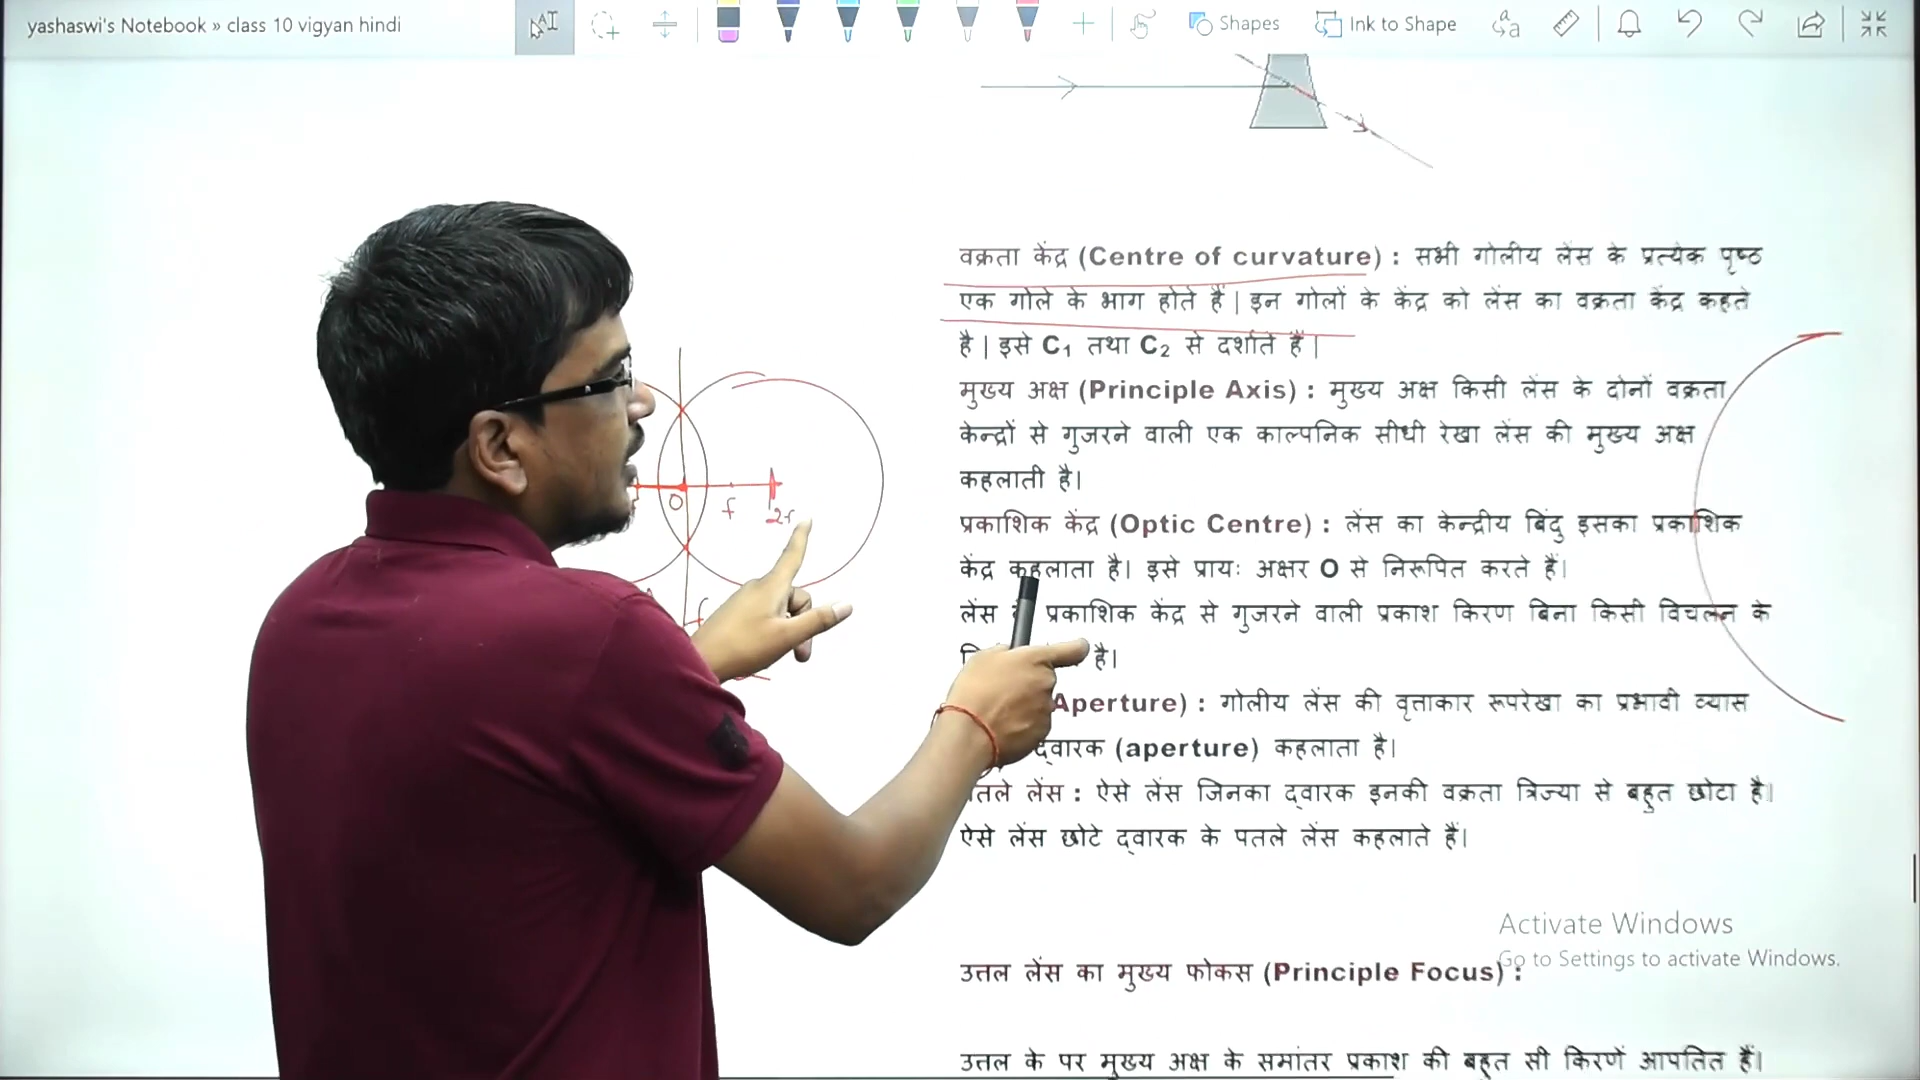 yashaswi's Notebook » class 10 vigyan hindi
Shapes
Ink to Shape
वक्रता केंद्र (Centre of curvature) : सभी गोलीय लेंस के प्रत्येक पृष्ठ
एक गोले के भाग होते हैं | इन गोलों के केंद्र को लेंस का वक्रता केंद्र कहते
है | इसे C₁ तथा C₂ से दर्शाते हैं |
मुख्य अक्ष (Principle Axis) : मुख्य अक्ष किसी लेंस के दोनों वक्रता
केन्द्रों से गुजरने वाली एक काल्पनिक सीधी रेखा लेंस की मुख्य अक्ष
कहलाती है।
O f 2f
प्रकाशिक केंद्र (Optic Centre) : लेंस का केन्द्रीय बिंदु इसका प्रकाशिक
केंद्र कहलाता है। इसे प्रायः अक्षर O से निरूपित करते हैं।
लेंस प्रकाशिक केंद्र से गुजरने वाली प्रकाश किरण बिना किसी विचलन के
है।
Aperture) : गोलीय लेंस की वृत्ताकार रूपरेखा का प्रभावी व्यास
द्वारक (aperture) कहलाता है।
लेंस : ऐसे लेंस जिनका द्वारक इनकी वक्रता त्रिज्या से बहुत छोटा है।
ऐसे लेंस छोटे द्वारक के पतले लेंस कहलाते हैं।
Activate Windows
Go to Settings to activate Windows.
उत्तल लेंस का मुख्य फोकस (Principle Focus) :
उत्तल के पर मुख्य अक्ष के समांतर प्रकाश की बहुत सी किरणें आपतित हैं।